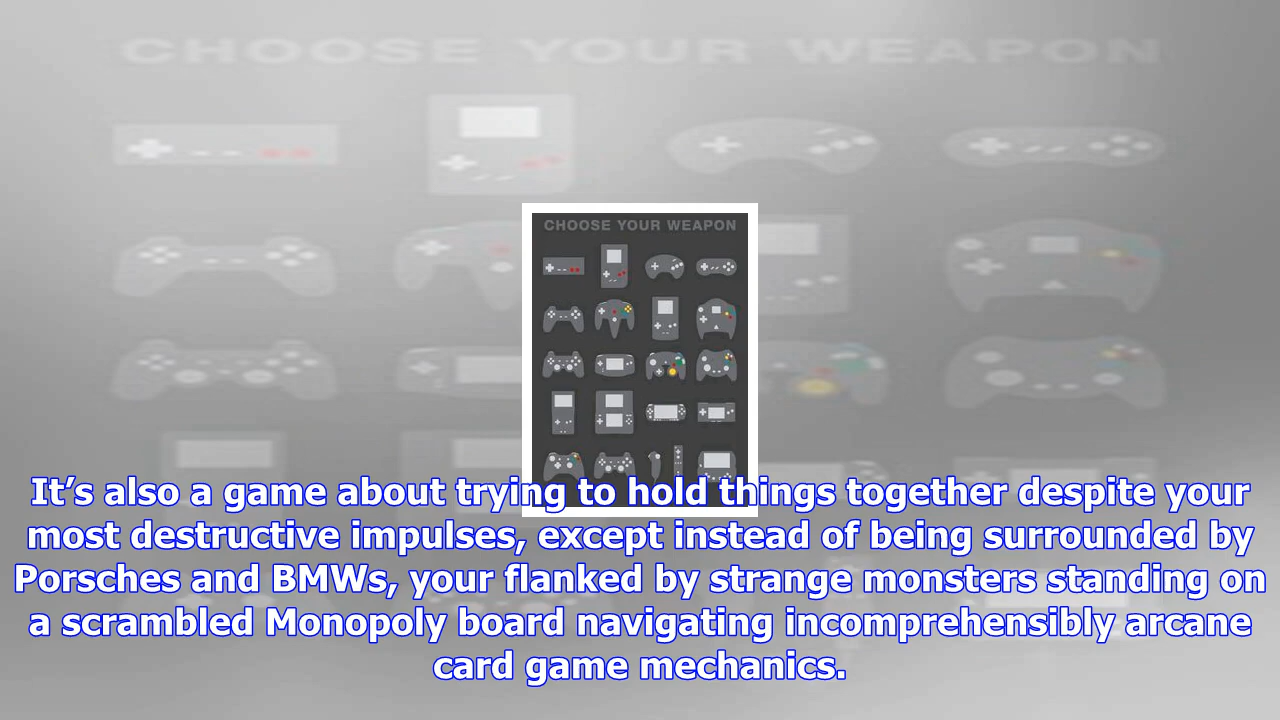 CHOOSE YOUR WEAPON
CHOOSE YOUR WEAPON
It’s also a game about trying to hold things together despite your
most destructive impulses, except instead of being surrounded by
Porsches and BMWs, your flanked by strange monsters standing on
a scrambled Monopoly board navigating incomprehensibly arcane
card game mechanics.